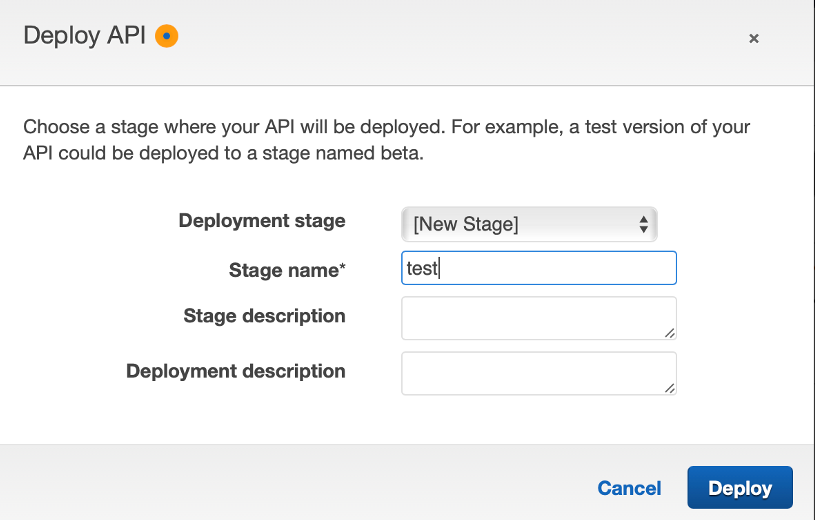 Deploy API
×
Choose a stage where your API will be deployed. For example, a test version of your
API could be deployed to a stage named beta.
Deployment stage [New Stage]
Stage name* test
Stage description
Deployment description
Cancel Deploy